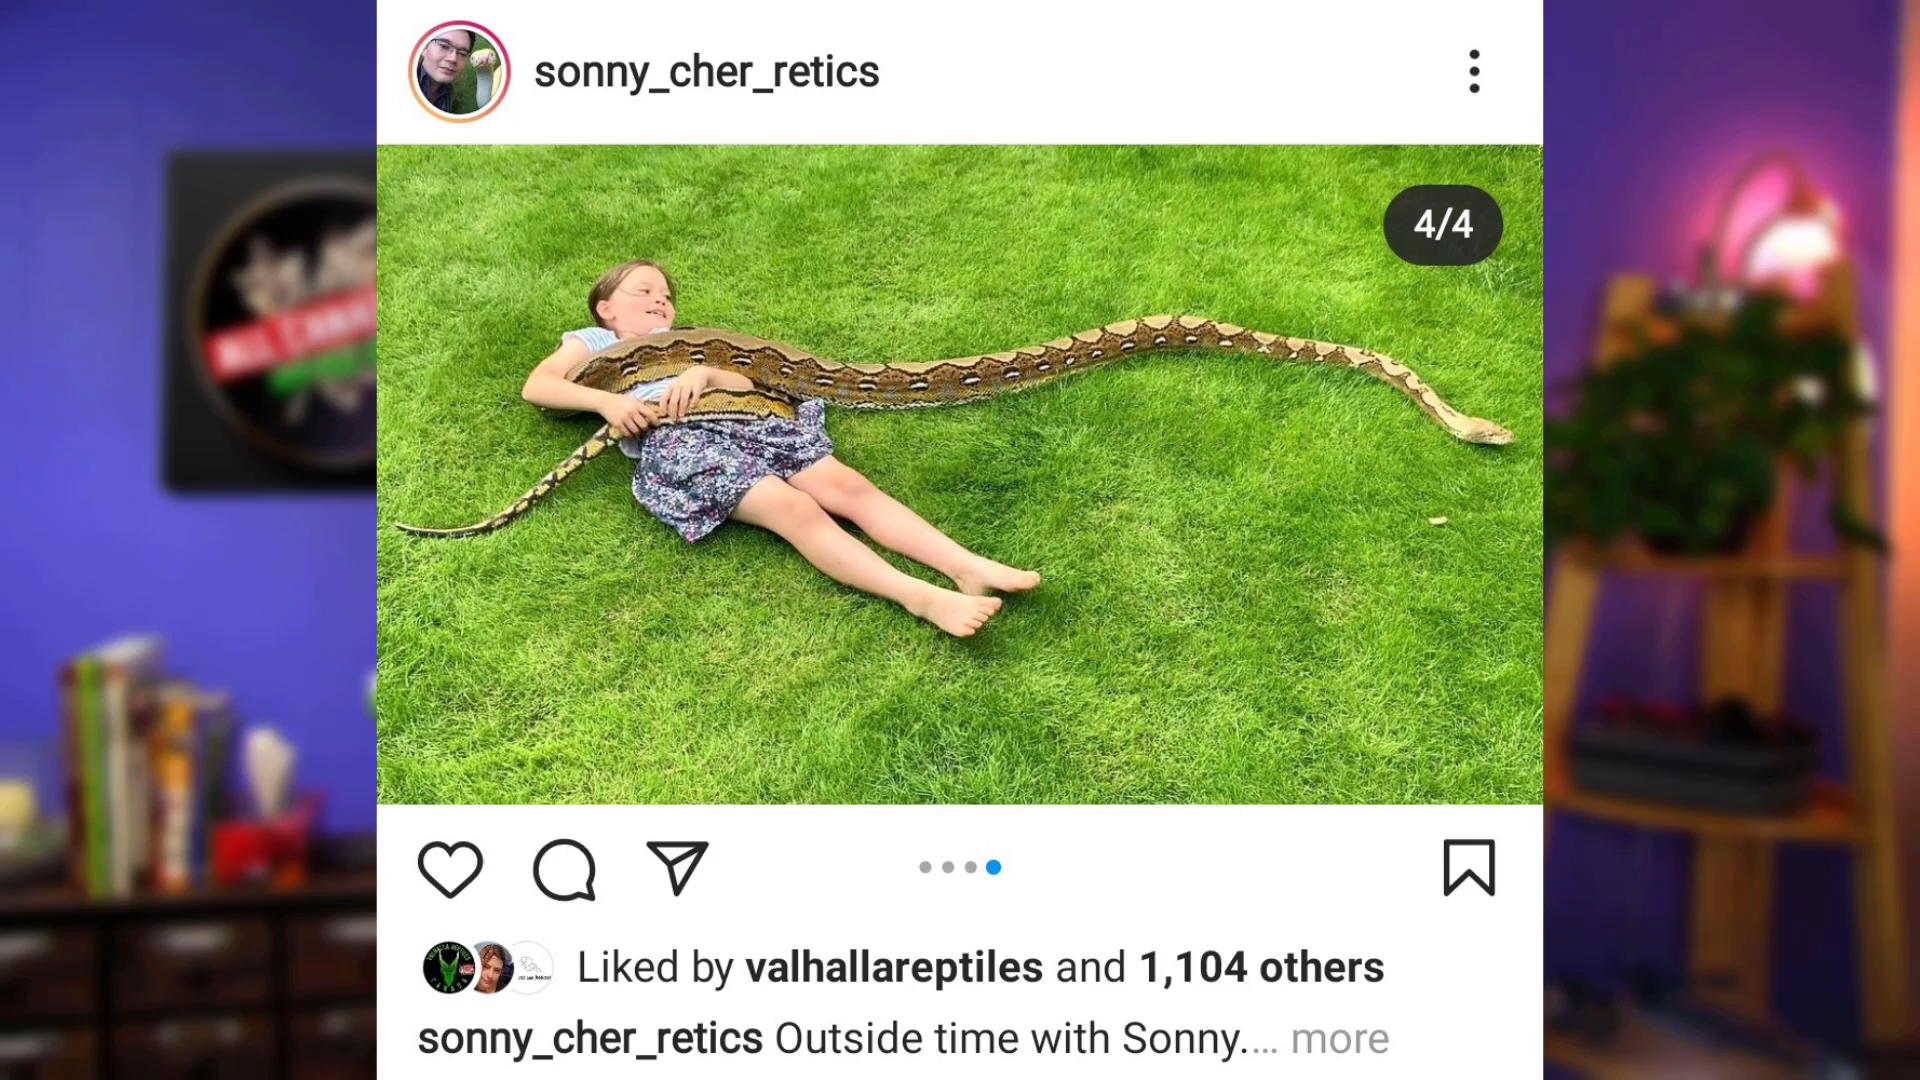 sonny_cher_retics
4/4
Liked by valhallareptiles and 1,104 others
sonny_cher_retics Outside time with Sonny.... more